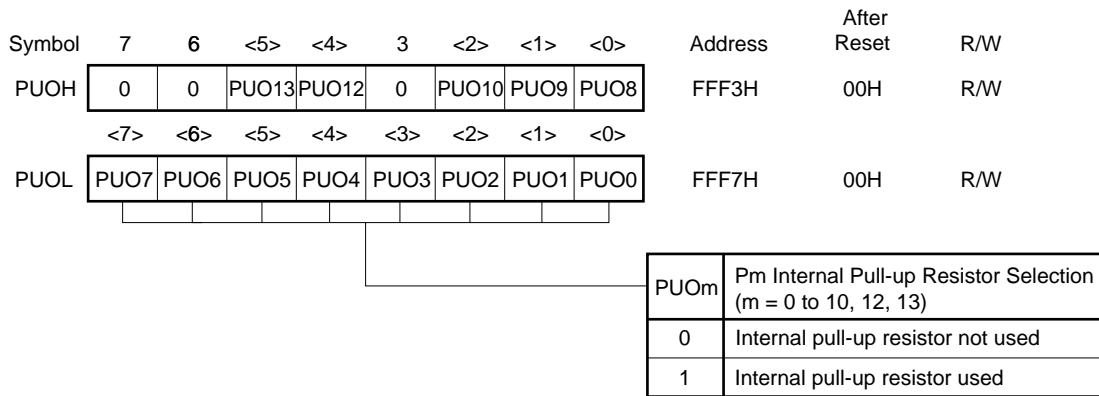 After
Symbol 7 6 <5> <4> 3 <2> <1> <0> Address Reset R/W
PUOH 0 0 PUO13 PUO12 0 PUO10 PUO9 PUO8 FFF3H 00H R/W
<7> <6> <5> <4> <3> <2> <1> <0>
PUOL PUO7 PUO6 PUO5 PUO4 PUO3 PUO2 PUO1 PUO0 FFF7H 00H R/W
PUOm Pm Internal Pull-up Resistor Selection
(m = 0 to 10, 12, 13)
0 Internal pull-up resistor not used
1 Internal pull-up resistor used